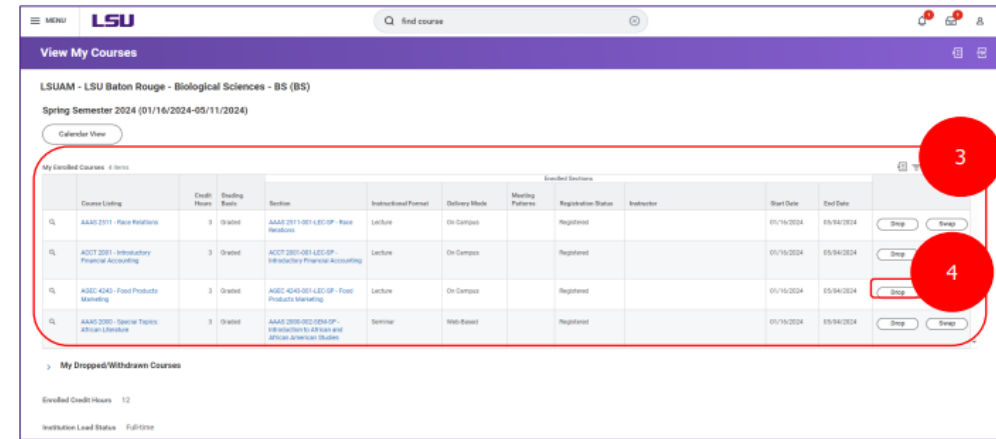 MENU LSU find course
View My Courses
LSUAM - LSU Baton Rouge - Biological Sciences - BS (BS)
Spring Semester 2024 (01/16/2024-05/11/2024)
Calendar View
3
My Enrolled Courses 4 items
Enrolled Sections
Course Listing Credit Hours Grading Basis Section Instructional Format Delivery Mode Meeting Patterns Registration Status Instructor Start Date End Date
AAAS 2511 - Race Relations 3 Graded AAAS 2511-001-LEC-SP - Race Lecture On Campus Registered 01/16/2024 05/04/2024 Drop Swap
Relations
ACCT 2001 - Introductory 3 Graded ACCT 2001-001-LEC-SP - Lecture On Campus Registered 01/16/2024 05/04/2024 Drop
Financial Accounting Introductory Financial Accounting
4
AGEC 4243 - Food Products 3 Graded AGEC 4243-001-LEC-SP - Food Lecture On Campus Registered 01/16/2024 05/04/2024 Drop
Marketing Products Marketing
AAAS 2000 - Special Topics: 3 Graded AAAS 2000-002-SEM-SP - Seminar Web Based Registered 01/16/2024 05/04/2024 Drop Swap
African Literature Introduction to African and
African American Studies
My Dropped/Withdrawn Courses
Enrolled Credit Hours 12
Institution Load Status Full-time